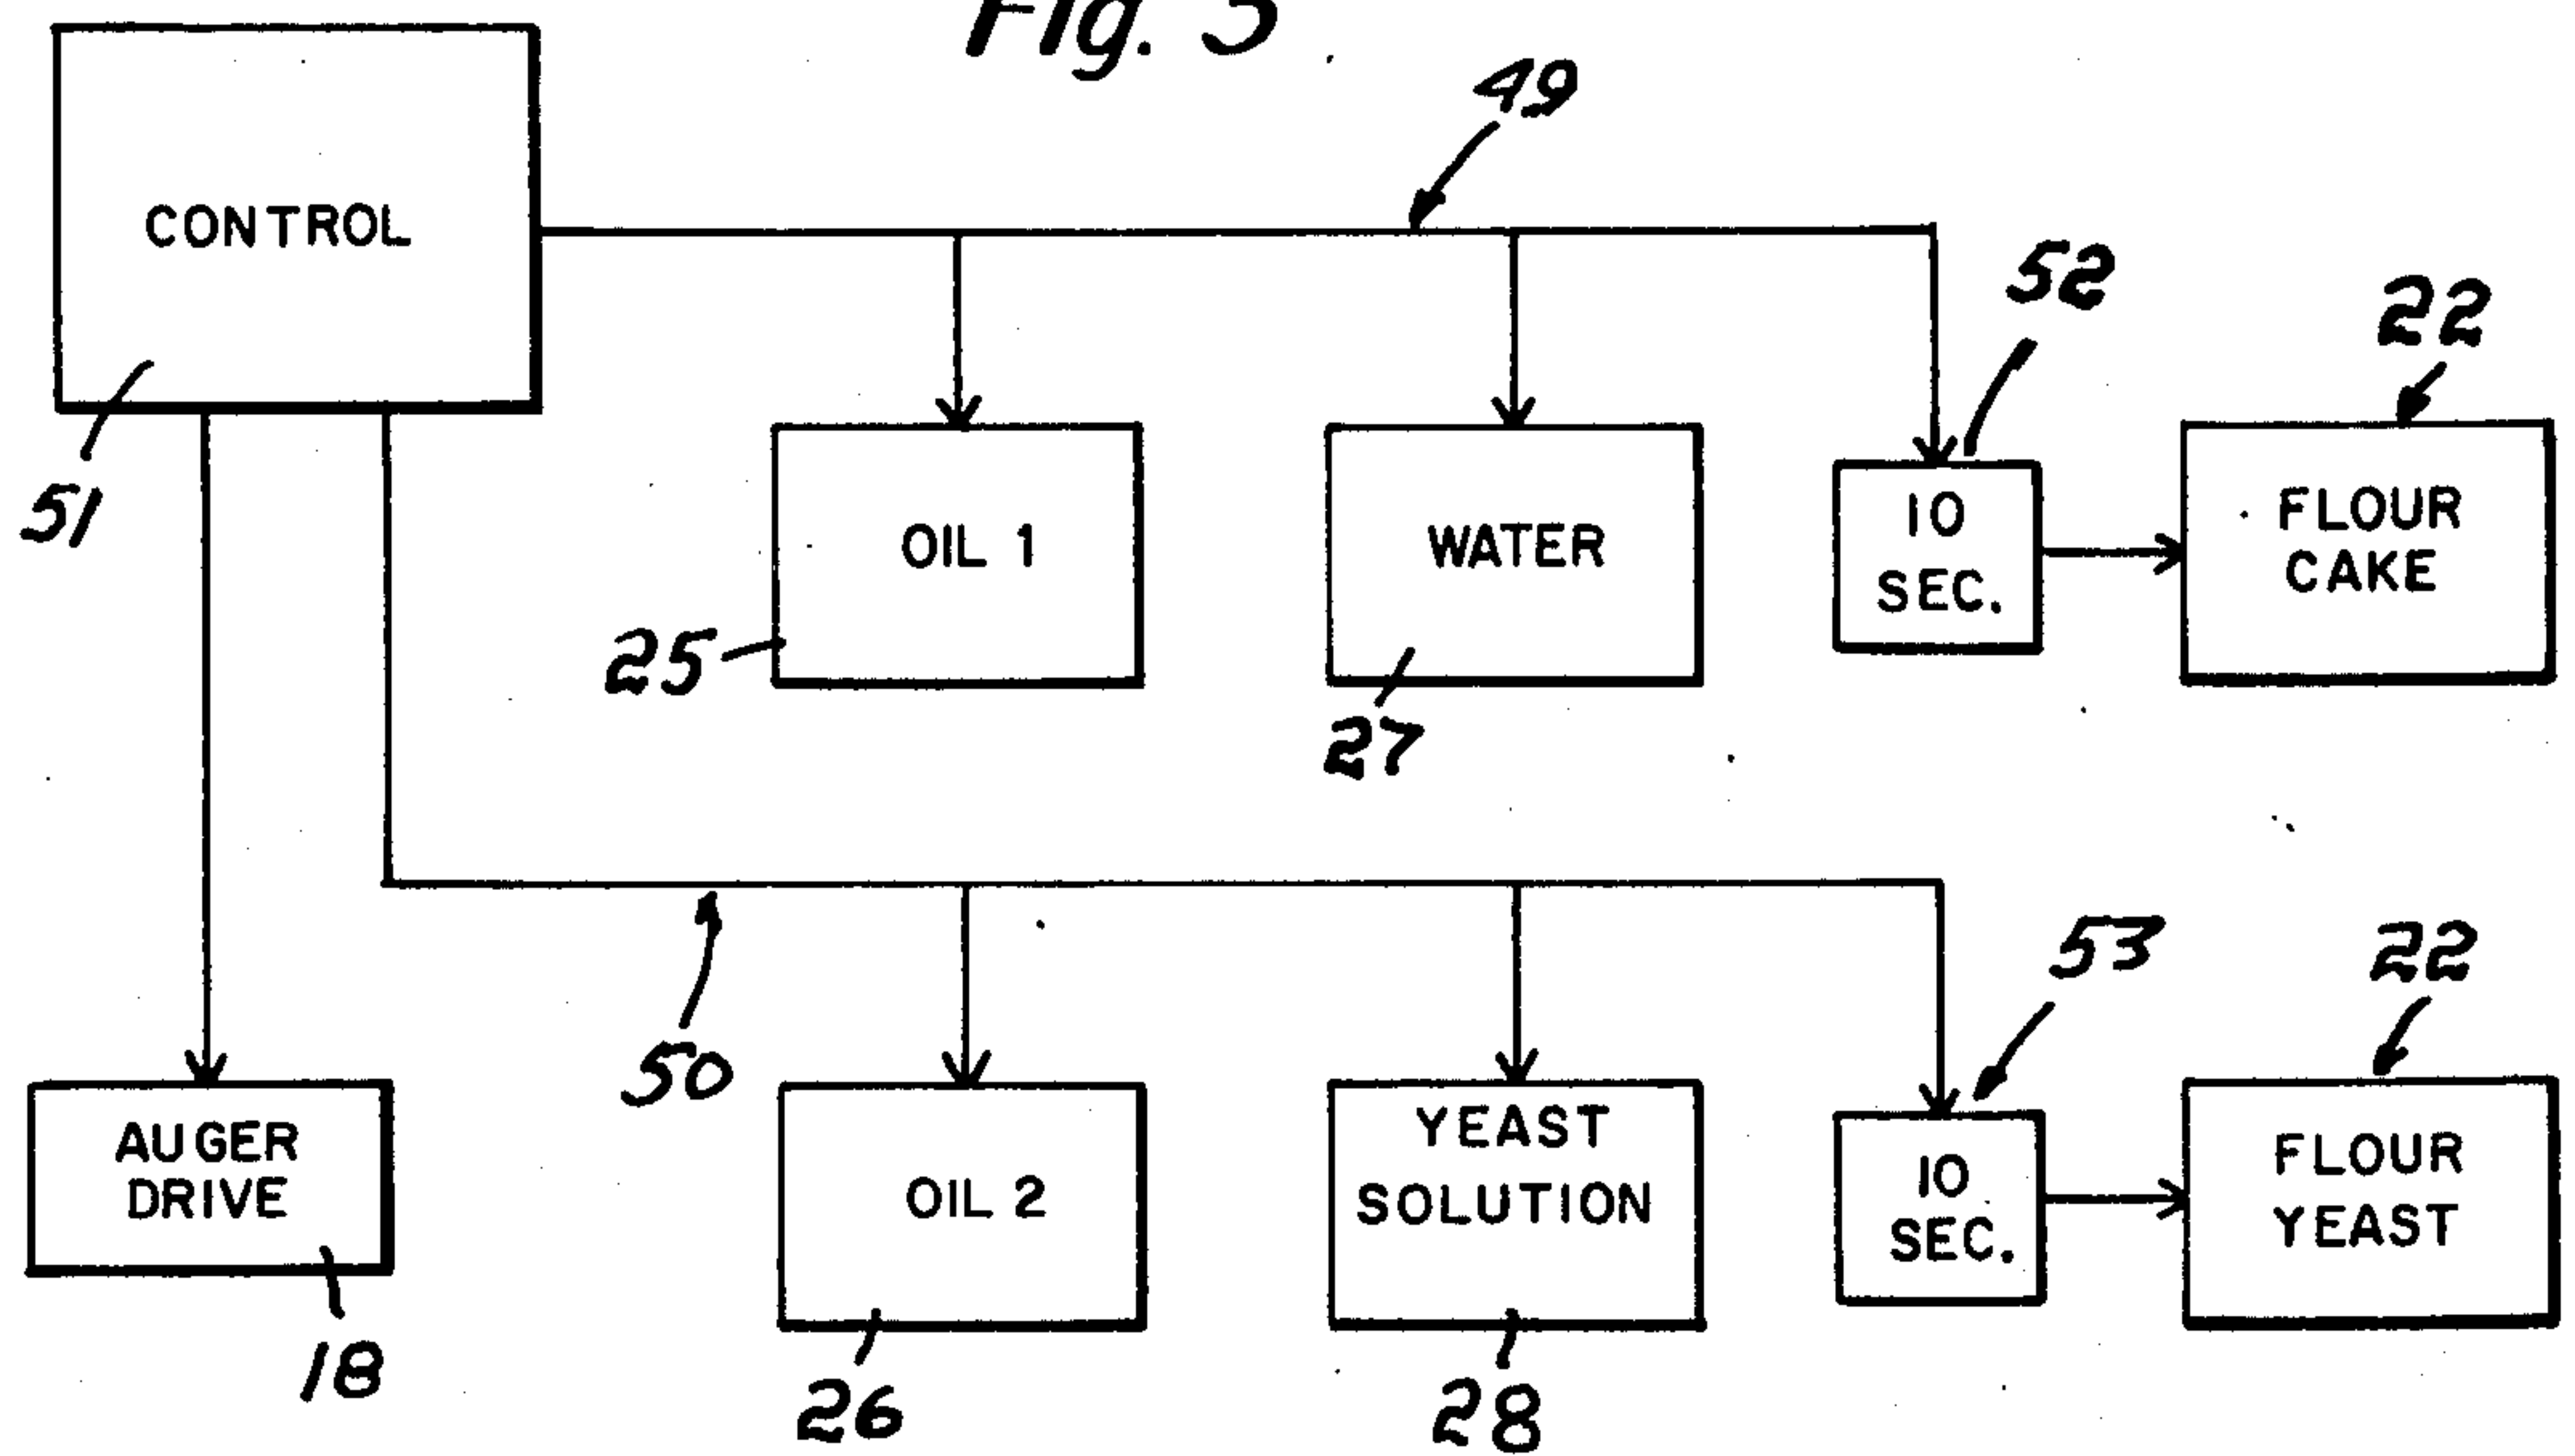 Fig. 5
49
CONTROL
52
22
51
OIL 1
25
WATER
27
10
SEC.
FLOUR
CAKE
50
53
22
AUGER
DRIVE
18
OIL 2
26
YEAST
SOLUTION
28
10
SEC.
FLOUR
YEAST